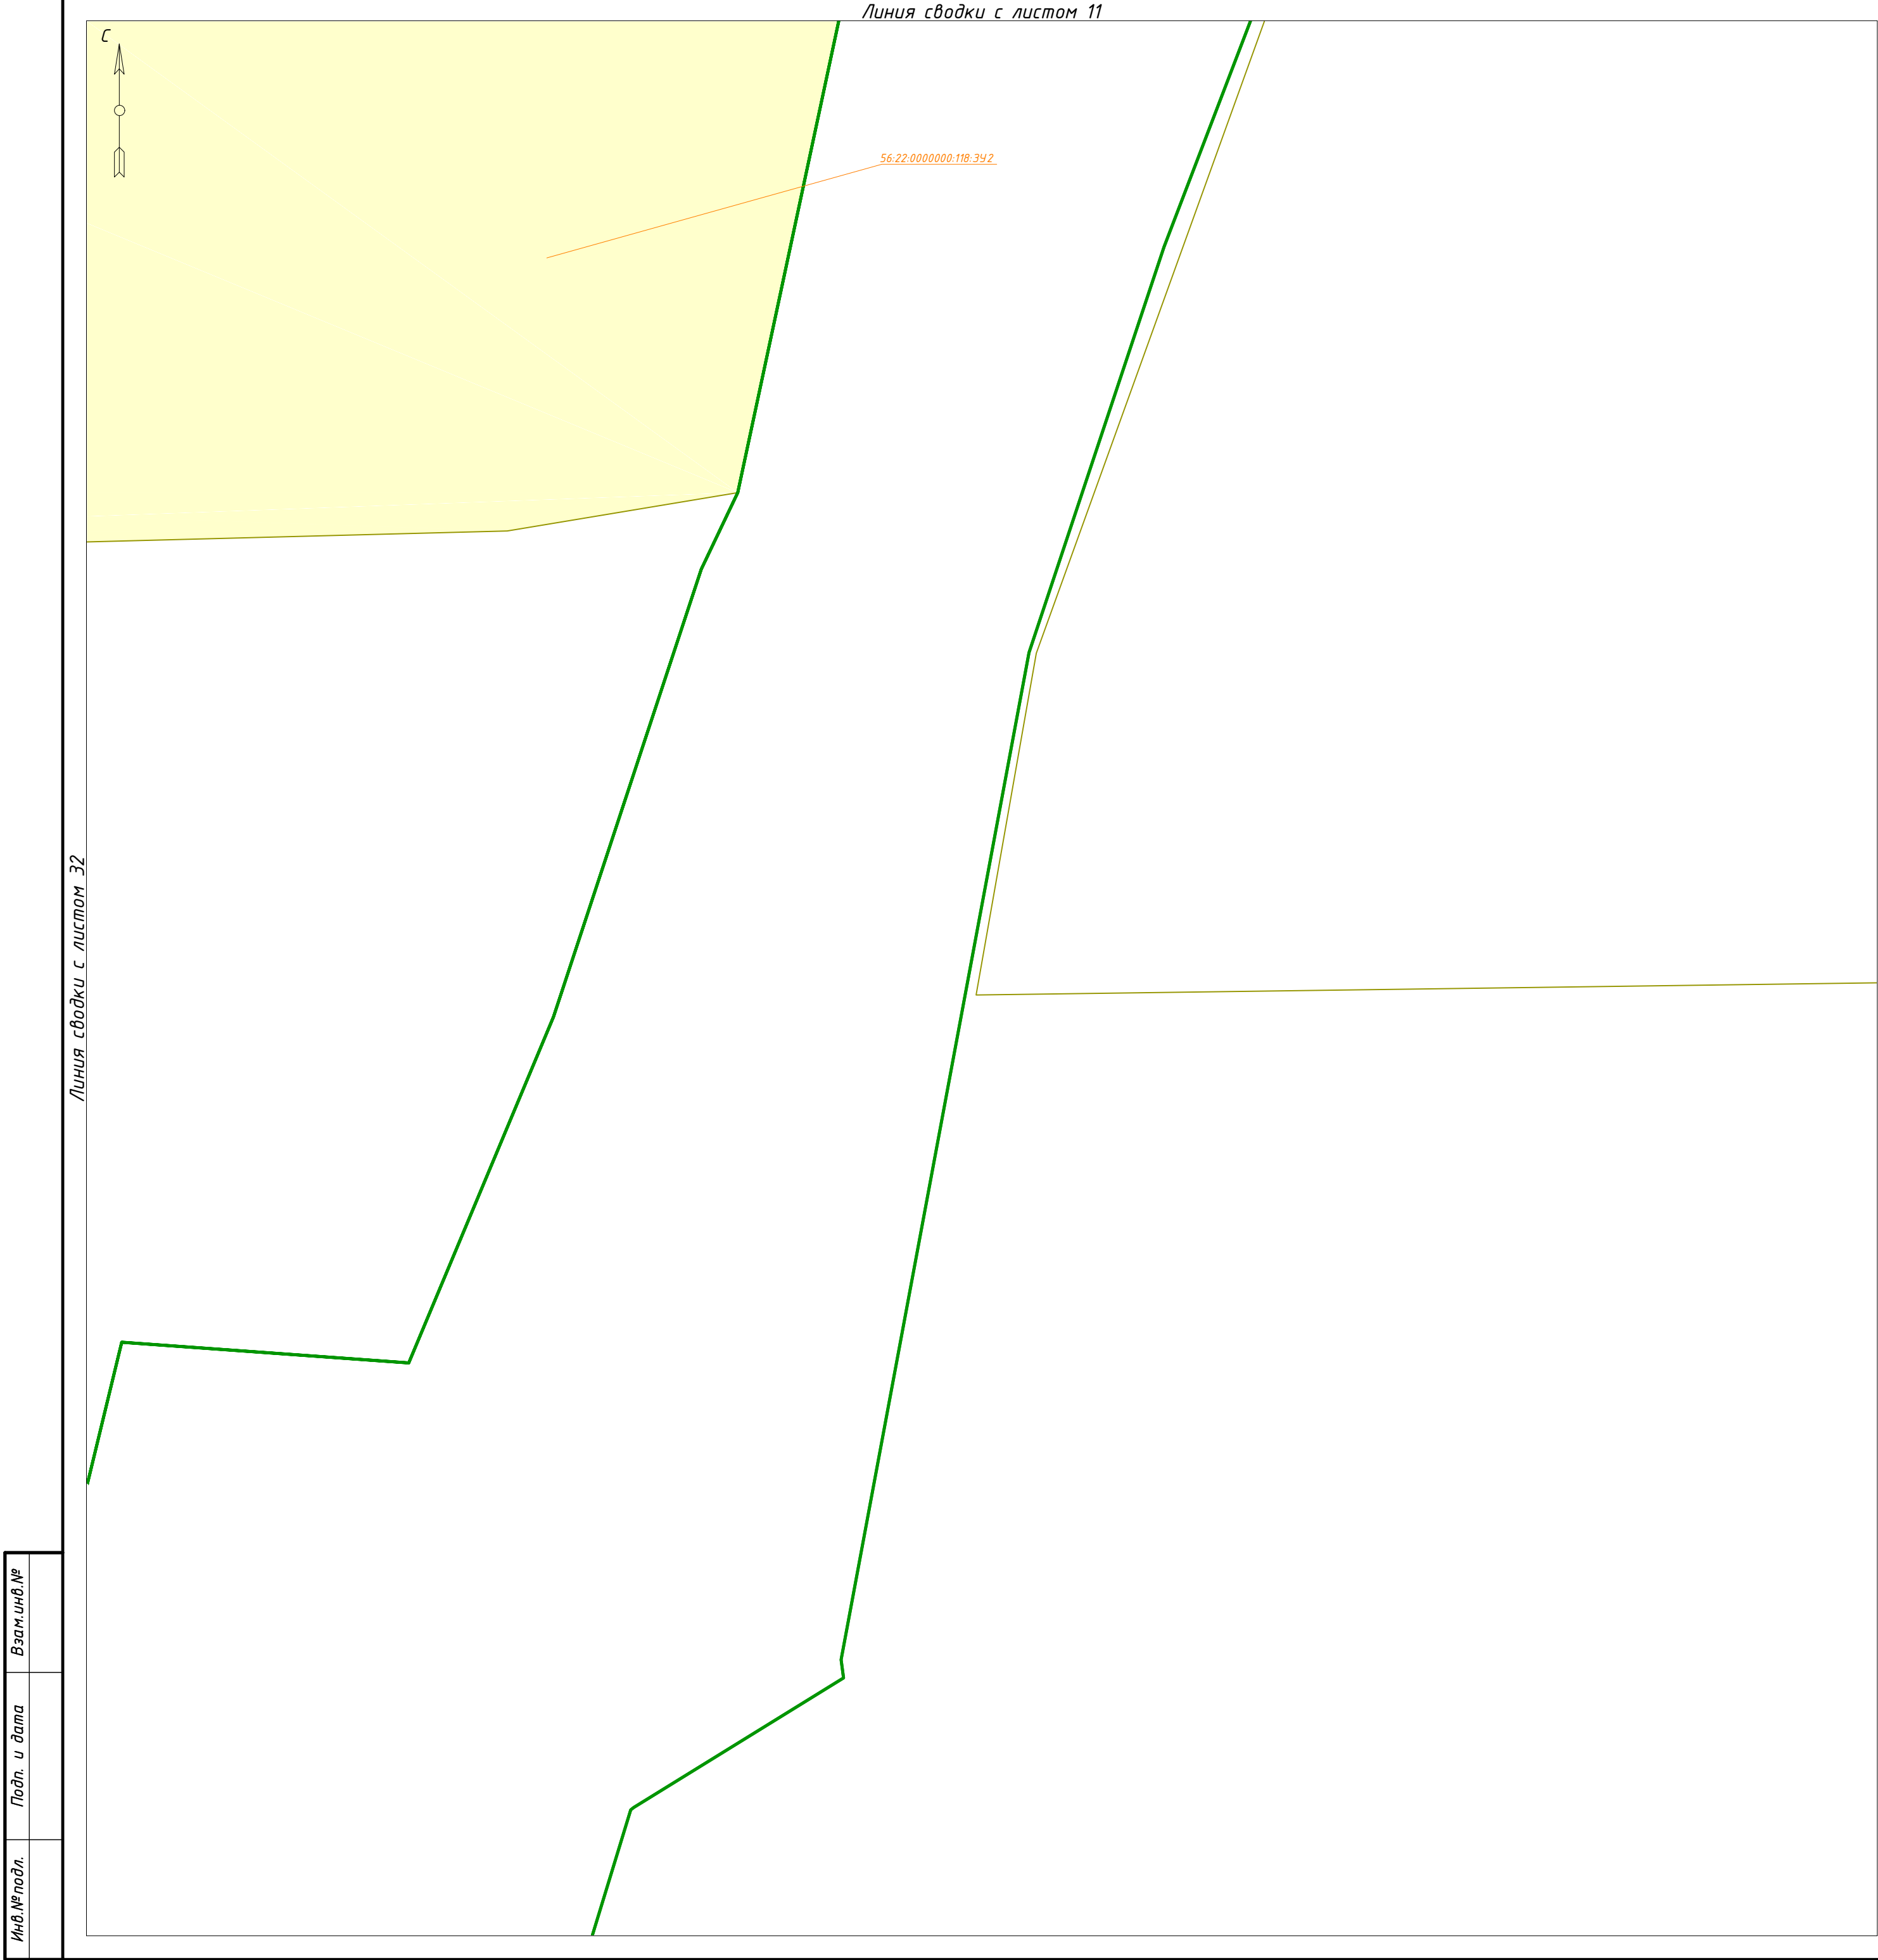 Линия сводки с листом 11
С
56:22:0000000:118:ЗУ2
Линия сводки с листом 32
Взам.инв.№
Подп. и дата
Инв.№подл.